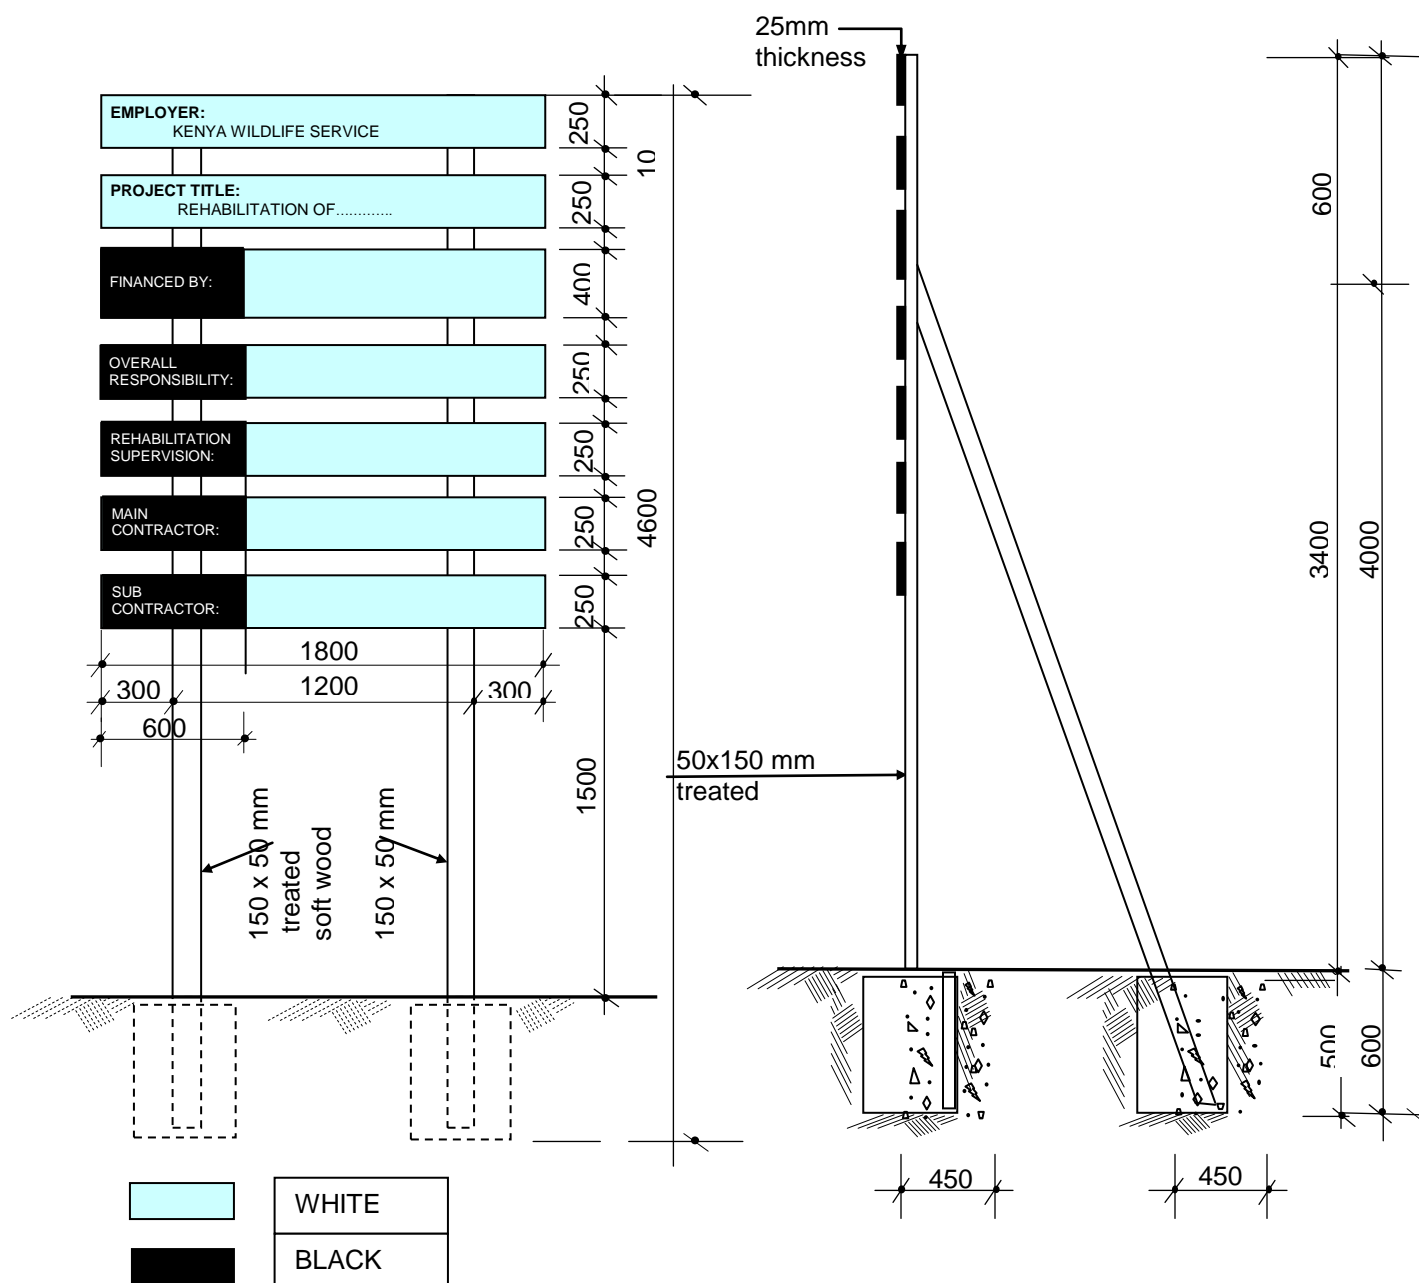 25mm
thickness
EMPLOYER:
KENYA WILDLIFE SERVICE
250
10
PROJECT TITLE:
REHABILITATION OF.............
250
600
FINANCED BY:
400
OVERALL
RESPONSIBILITY:
250
REHABILITATION
SUPERVISION:
250
4600
MAIN
CONTRACTOR:
250
3400
4000
SUB
CONTRACTOR:
250
1800
300
1200
300
600
1500
50x150 mm
treated
150 x 50 mm
treated
soft wood
150 x 50 mm
500
600
450
450
WHITE
BLACK